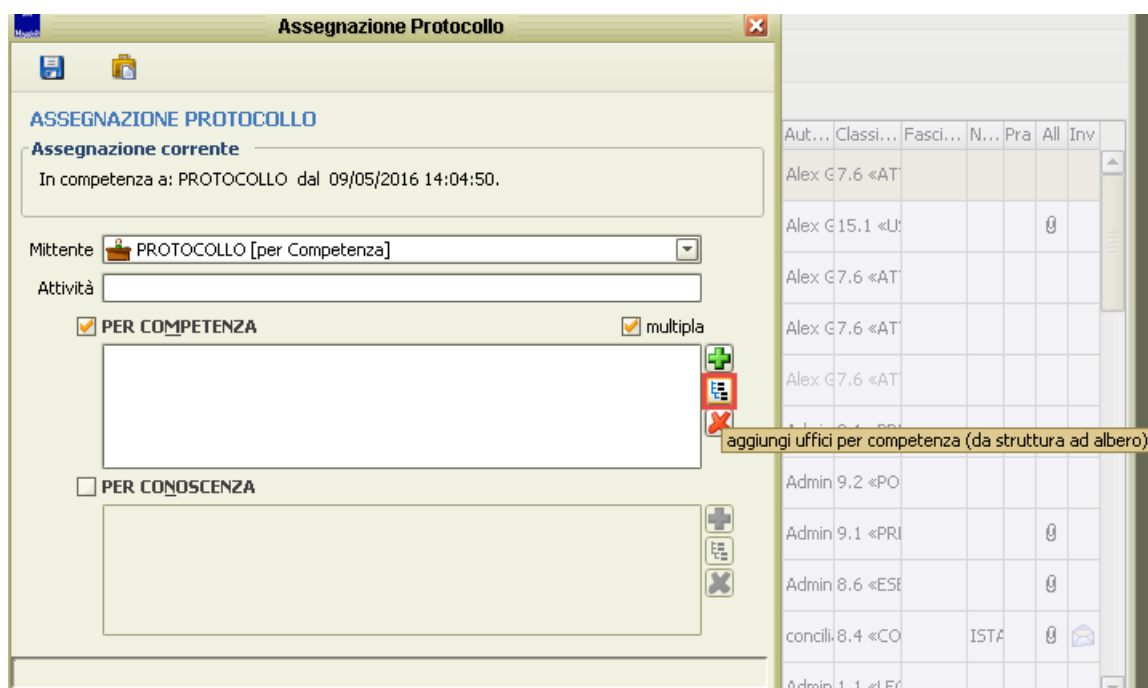 Assegnazione Protocollo
ASSEGNAZIONE PROTOCOLLO
Assegnazione corrente
In competenza a: PROTOCOLLO dal 09/05/2016 14:04:50.
Mittente PROTOCOLLO [per Competenza]
Attività
PER COMPETENZA multipla
aggiungi uffici per competenza (da struttura ad albero)
PER CONOSCENZA
Aut... Classi... Fasci... N... Pra All Inv
Alex G 7.6 «AT
Alex G 15.1 «U
Alex G 7.6 «AT
Alex G 7.6 «AT
Alex G 7.6 «AT
Admin 9.2 «PO
Admin 9.1 «PRI
Admin 8.6 «ESE
concili 8.4 «CO ISTA
Admin 1.1 «LEG